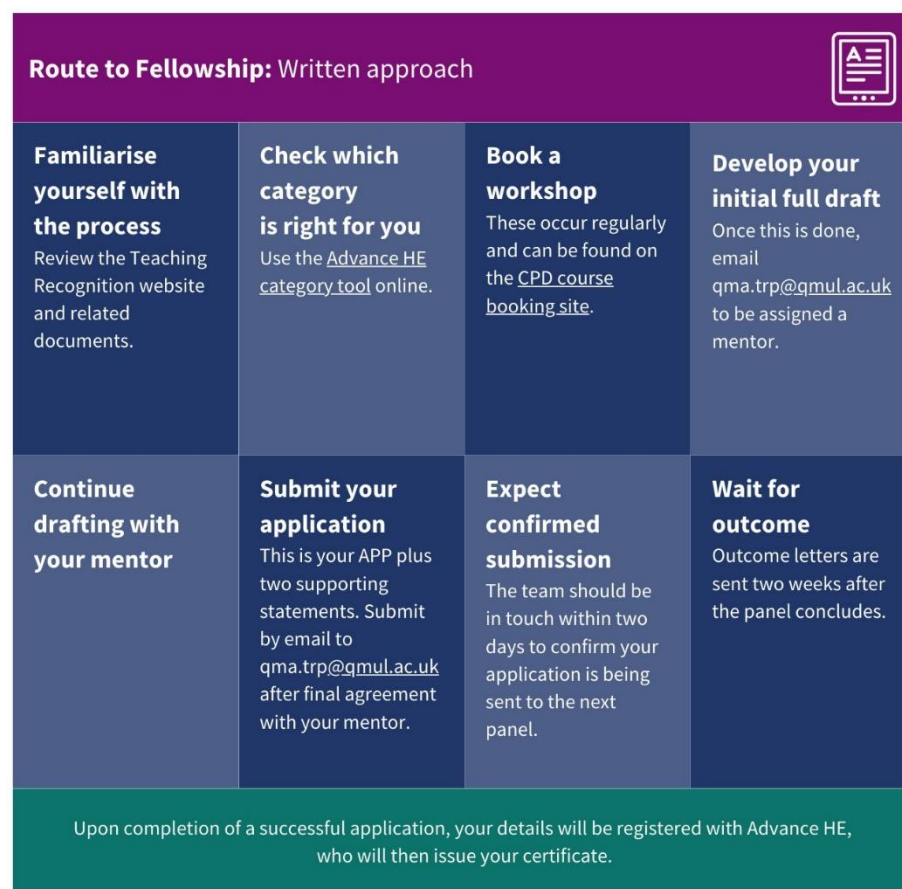 Route to Fellowship: Written approach
A
Familiarise
yourself with
the process
Review the Teaching
Recognition website
and related
documents.
Check which
category
is right for you
Use the Advance HE
category tool online.
Book a
workshop
These occur regularly
and can be found on
the CPD course
booking site.
Develop your
initial full draft
Once this is done,
email
qma.trp@qmul.ac.uk
to be assigned a
mentor.
Continue
drafting with
your mentor
Submit your
application
This is your APP plus
two supporting
statements. Submit
by email to
qma.trp@qmul.ac.uk
after final agreement
with your mentor.
Expect
confirmed
submission
The team should be
in touch within two
days to confirm your
application is being
sent to the next
panel.
Wait for
outcome
Outcome letters are
sent two weeks after
the panel concludes.
Upon completion of a successful application, your details will be registered with Advance HE,
who will then issue your certificate.